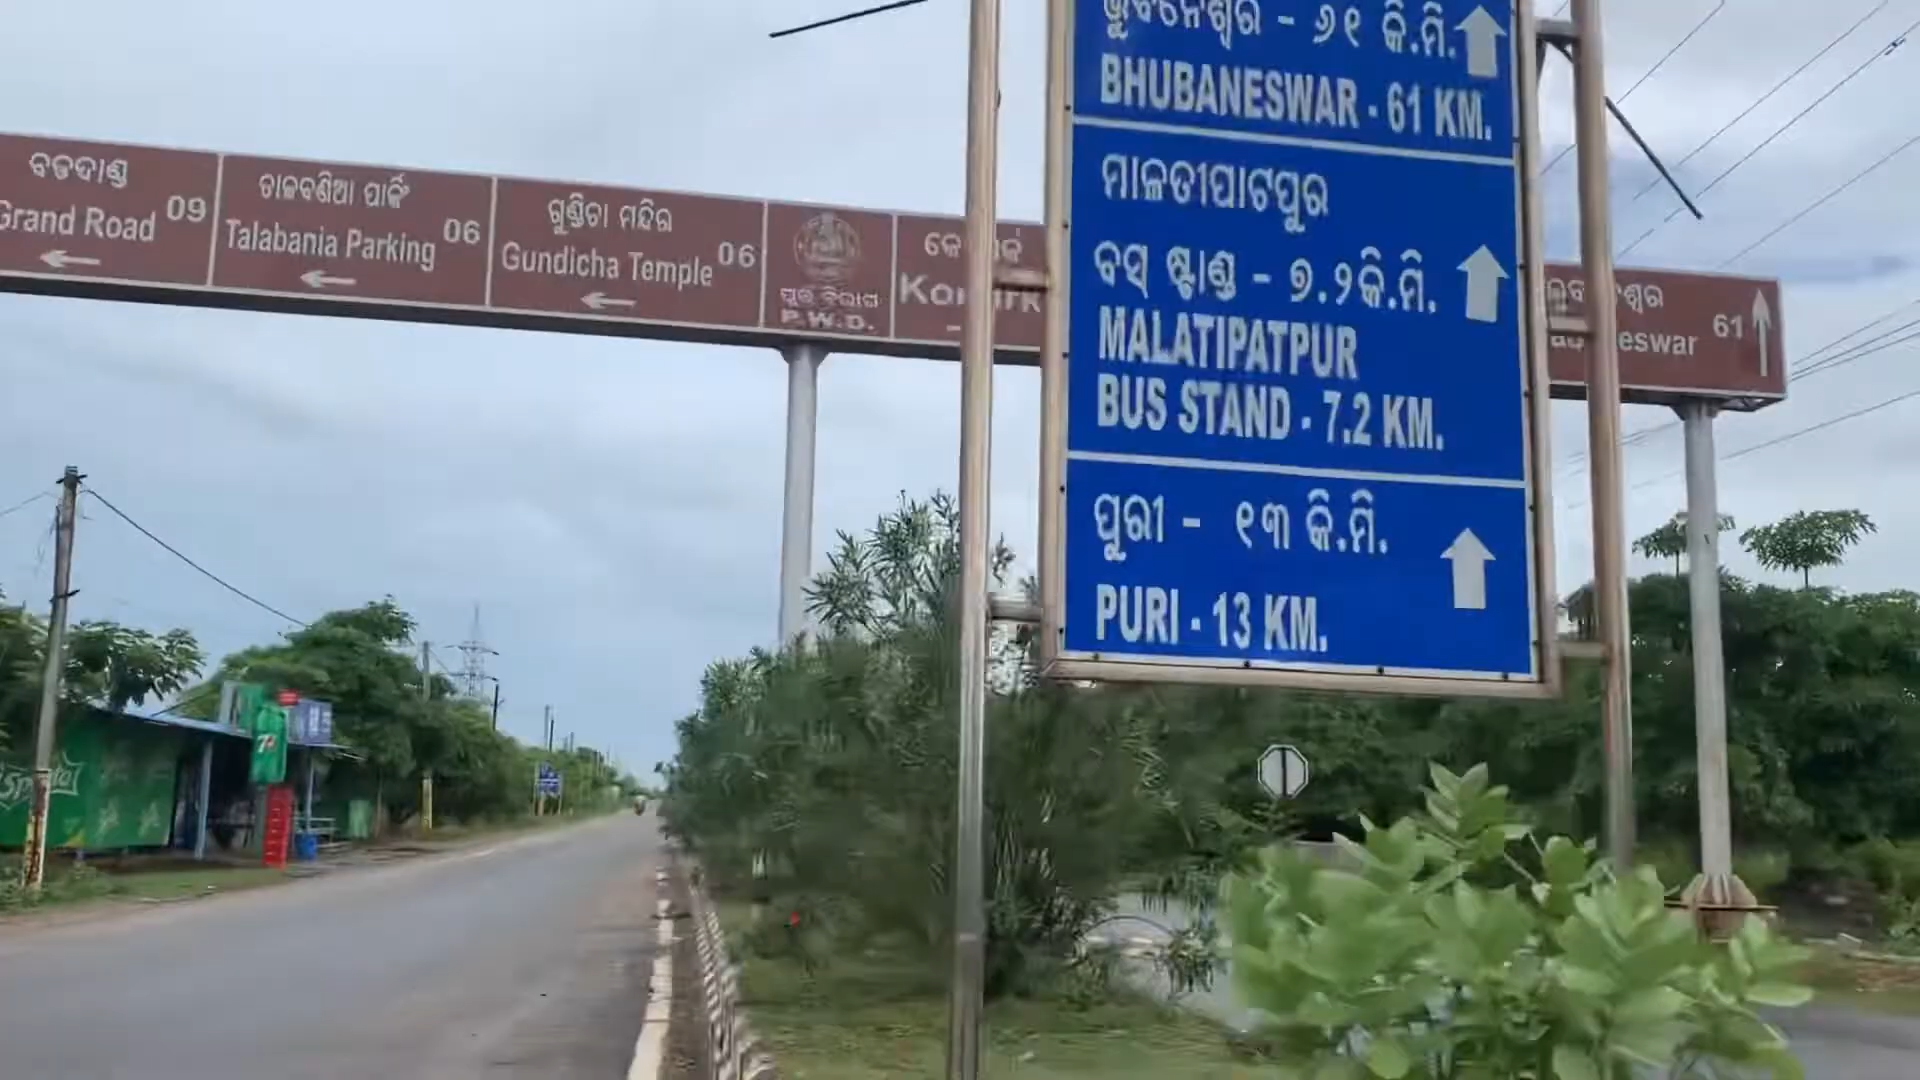 ଭୁବନେଶ୍ୱର - ୬୧ କି.ମି.
BHUBANESWAR - 61 KM.
ମାଳତୀପାଟପୁର
ବସ୍ ଷ୍ଟାଣ୍ଡ - ୭.୨କି.ମି.
MALATIPATPUR
BUS STAND - 7.2 KM.
ପୁରୀ - ୧୩ କି.ମି.
PURI - 13 KM.
ବଡଦାଣ୍ଡ
Grand Road 09
ତାଳବଣିଆ ପାର୍କିଂ
Talabania Parking 06
ଗୁଣ୍ଡିଚା ମନ୍ଦିର
Gundicha Temple 06
ପୂର୍ତ୍ତ ବିଭାଗ
P.W.D.
61